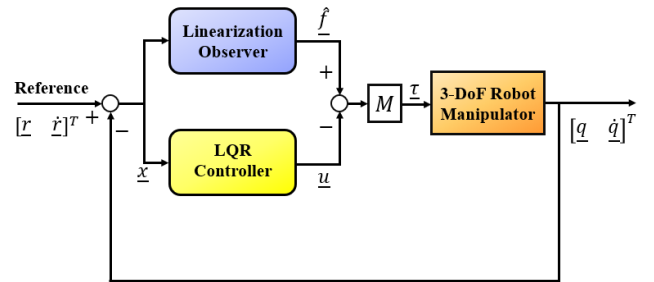 Linearization
Observer
f̂
Reference
[r ṙ]ᵀ
+
−
x
LQR
Controller
u
+
−
M
τ
3-DoF Robot
Manipulator
[q q̇]ᵀ